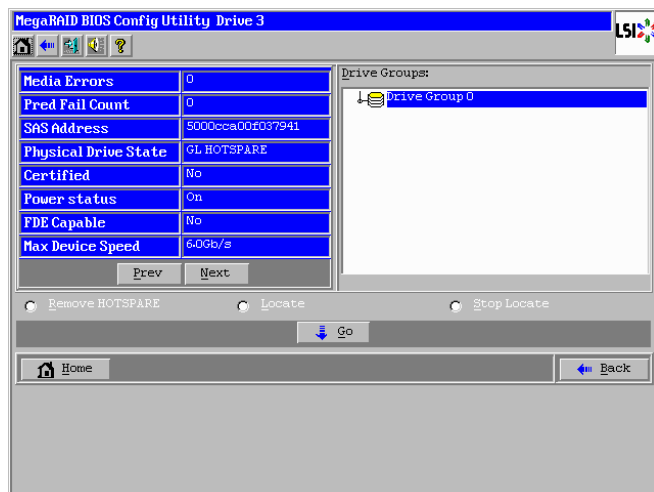 MegaRAID BIOS Config Utility Drive 3
LSI
?
Media Errors 0
Pred Fail Count 0
SAS Address 5000cca00f037941
Physical Drive State GL HOTSPARE
Certified No
Power status On
FDE Capable No
Max Device Speed 6.0Gb/s
Prev Next
Drive Groups:
Drive Group 0
Remove HOTSPARE Locate Stop Locate
Go
Home Back